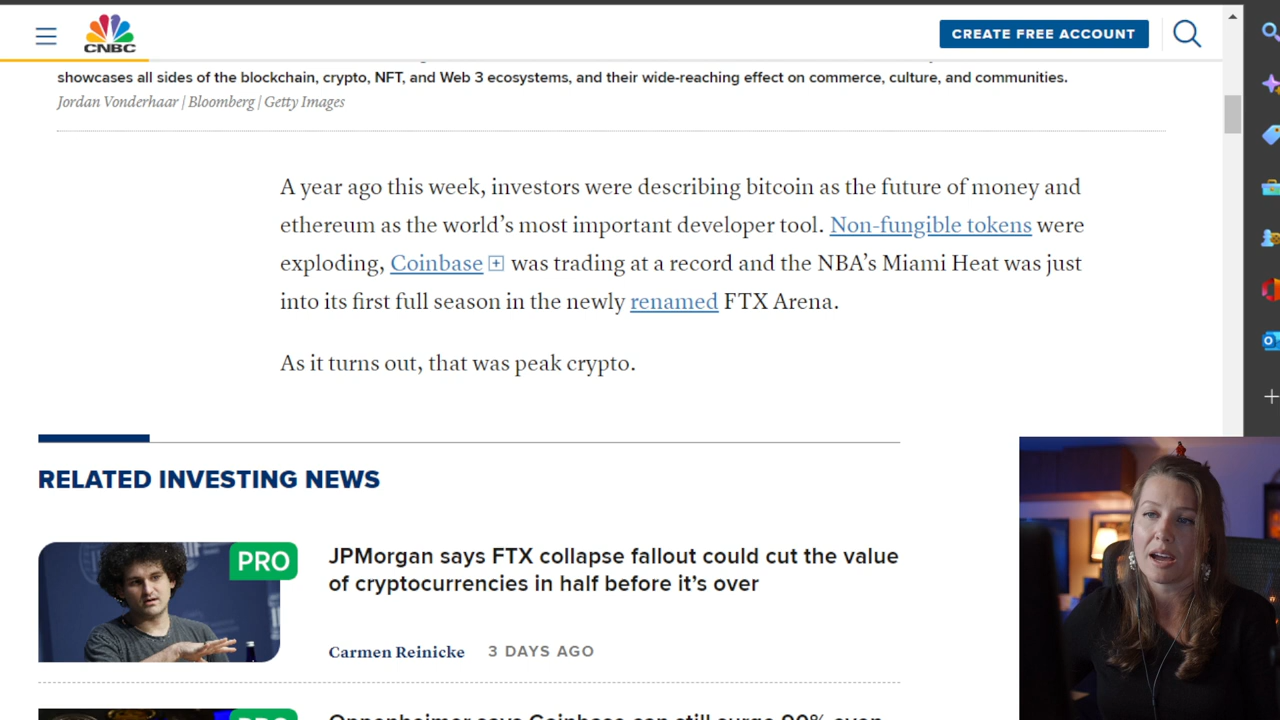 CNBC
CREATE FREE ACCOUNT
showcases all sides of the blockchain, crypto, NFT, and Web 3 ecosystems, and their wide-reaching effect on commerce, culture, and communities.
Jordan Vonderhaar | Bloomberg | Getty Images
A year ago this week, investors were describing bitcoin as the future of money and
ethereum as the world’s most important developer tool. Non-fungible tokens were
exploding, Coinbase + was trading at a record and the NBA’s Miami Heat was just
into its first full season in the newly renamed FTX Arena.
As it turns out, that was peak crypto.
RELATED INVESTING NEWS
PRO
JPMorgan says FTX collapse fallout could cut the value
of cryptocurrencies in half before it’s over
Carmen Reinicke 3 DAYS AGO
PRO
Oppenheimer says Coinbase can still surge 90% even